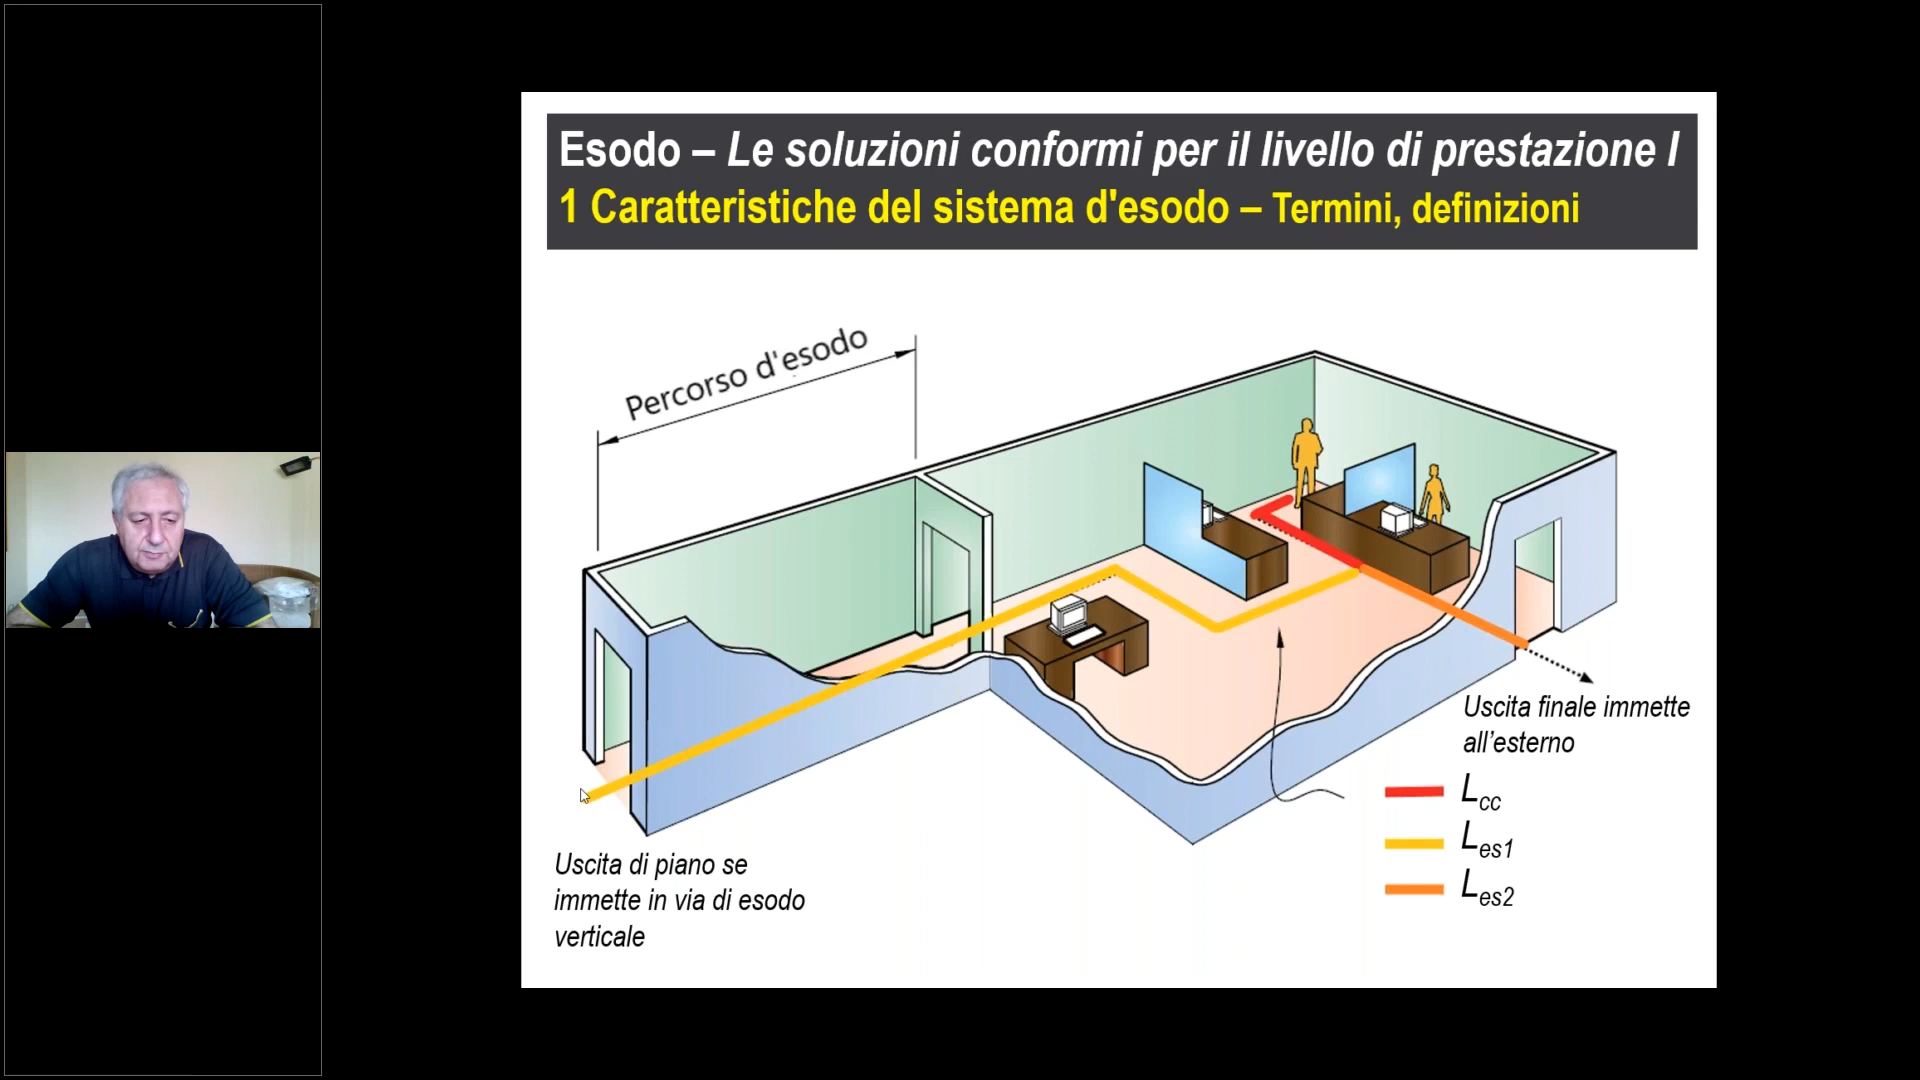 Esodo – Le soluzioni conformi per il livello di prestazione I
1 Caratteristiche del sistema d'esodo – Termini, definizioni
Percorso d'esodo
Uscita finale immette
all'esterno
Lcc
Les1
Les2
Uscita di piano se
immette in via di esodo
verticale